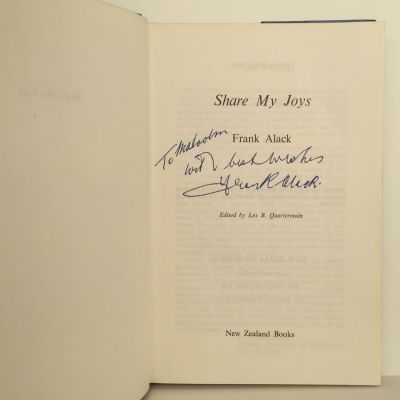 Share My Joys
Frank Alack
To Malcolm
with best wishes
Frank Alack.
Edited by Les B. Quartermain
New Zealand Books